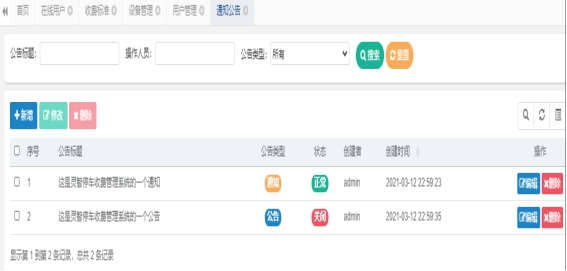 首页 在线用户 收费标准 设备管理 用户管理 通知公告
公告标题： 操作人员： 公告类型： 所有 搜索 重置
新增 修改 删除
序号 公告标题 公告类型 状态 创建者 创建时间 操作
1 这是灵智停车收费管理系统的一个通知 通知 正常 admin 2021-03-12 22:59:23 编辑 删除
2 这是灵智停车收费管理系统的一个公告 公告 关闭 admin 2021-03-12 22:59:35 编辑 删除
显示第 1 到第 2 条记录，总共 2 条记录